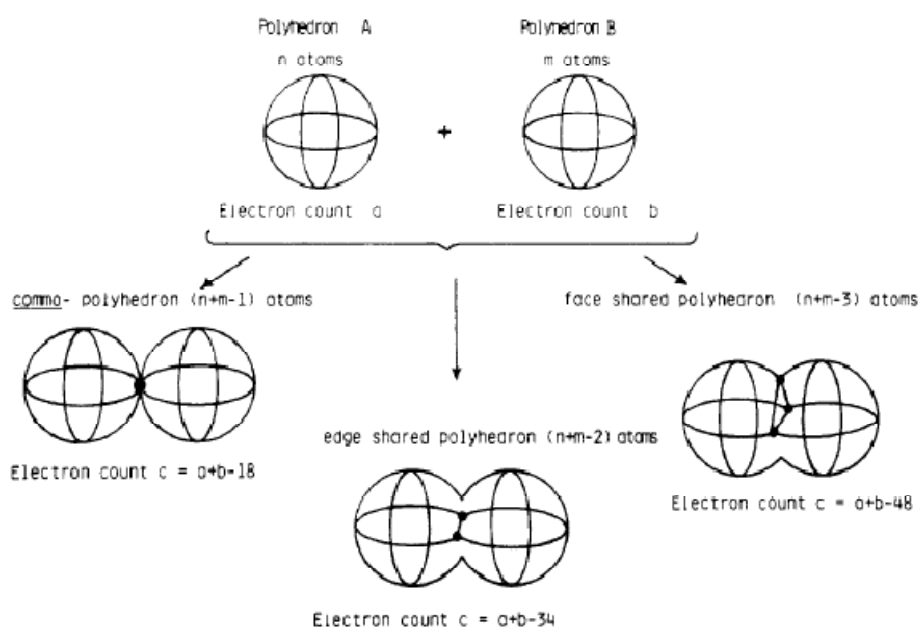 Polyhedron A
n atoms
Polyhedron B
m atoms
+
Electron count a
Electron count b
commo- polyhedron (n+m-1) atoms
face shared polyhedron (n+m-3) atoms
edge shared polyhedron (n+m-2) atoms
Electron count c = a+b-18
Electron count c = a+b-48
Electron count c = a+b-34